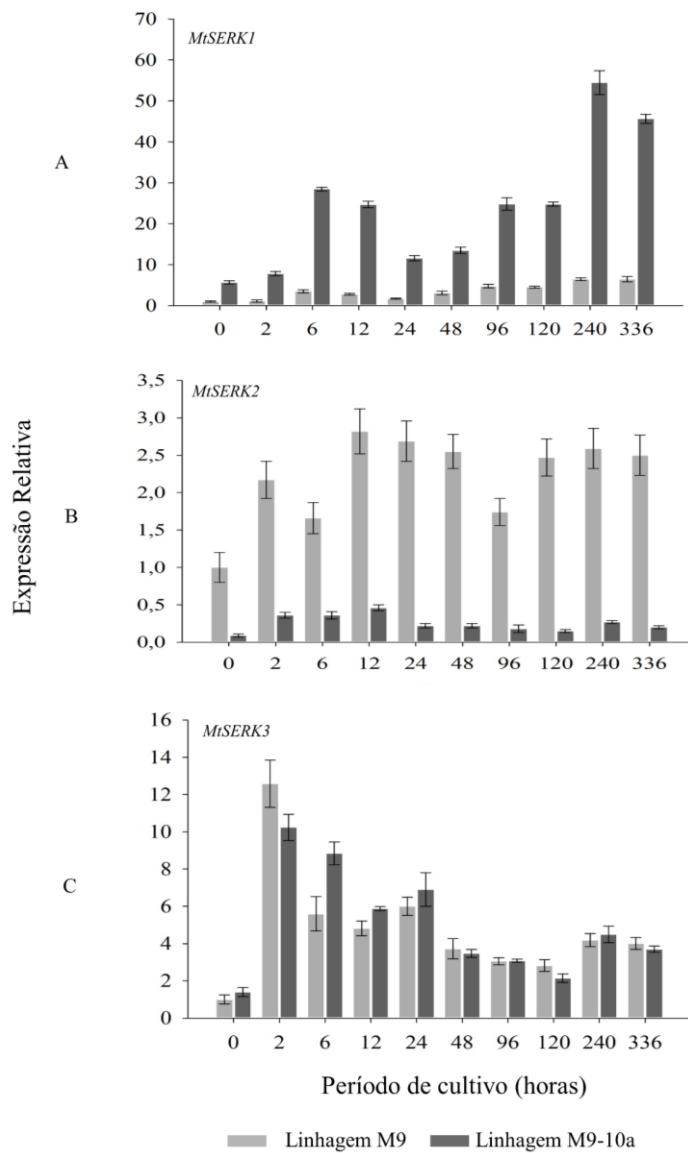 MtSERK1
70
60
50
40
30
20
10
0
0 2 6 12 24 48 96 120 240 336
A
MtSERK2
3,5
3,0
2,5
2,0
1,5
1,0
0,5
0,0
0 2 6 12 24 48 96 120 240 336
B
Expressão Relativa
MtSERK3
16
14
12
10
8
6
4
2
0
0 2 6 12 24 48 96 120 240 336
C
Período de cultivo (horas)
Linhagem M9 Linhagem M9-10a